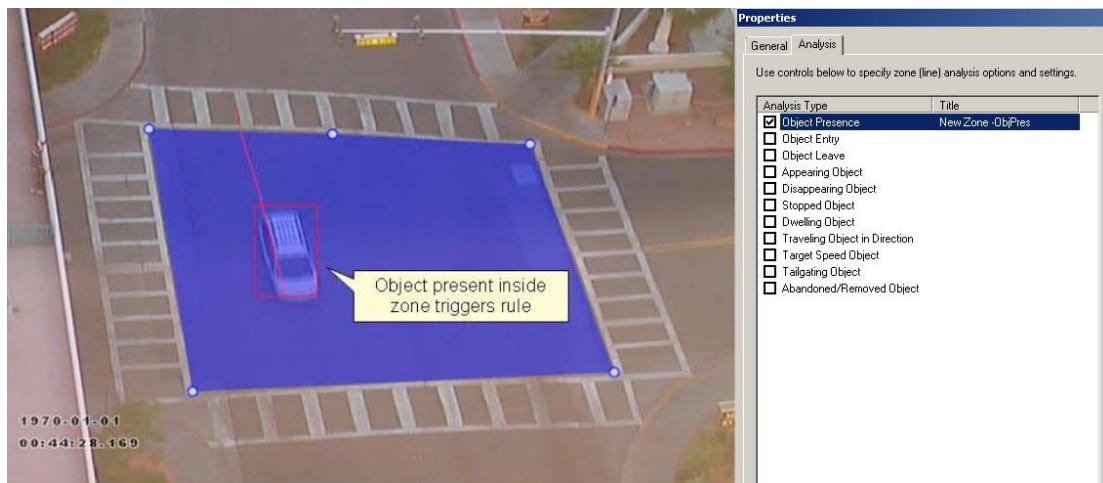 Object present inside
zone triggers rule
1970-01-01
00:44:28.169
Properties
General Analysis
Use controls below to specify zone (line) analysis options and settings.
Analysis Type Title
Object Presence New Zone -ObjPres
Object Entry
Object Leave
Appearing Object
Disappearing Object
Stopped Object
Dwelling Object
Traveling Object in Direction
Target Speed Object
Tailgating Object
Abandoned/Removed Object